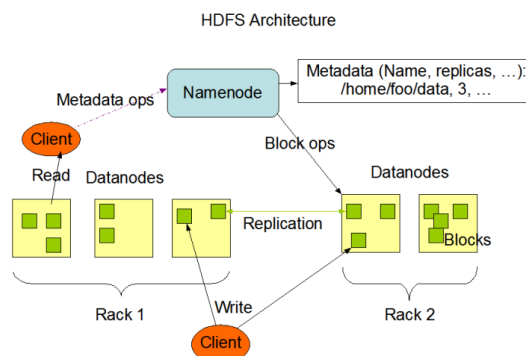 HDFS Architecture
Metadata (Name, replicas, …):
/home/foo/data, 3, …
Namenode
Metadata ops
Client
Block ops
Read
Datanodes
Datanodes
Replication
Blocks
Rack 1
Write
Rack 2
Client